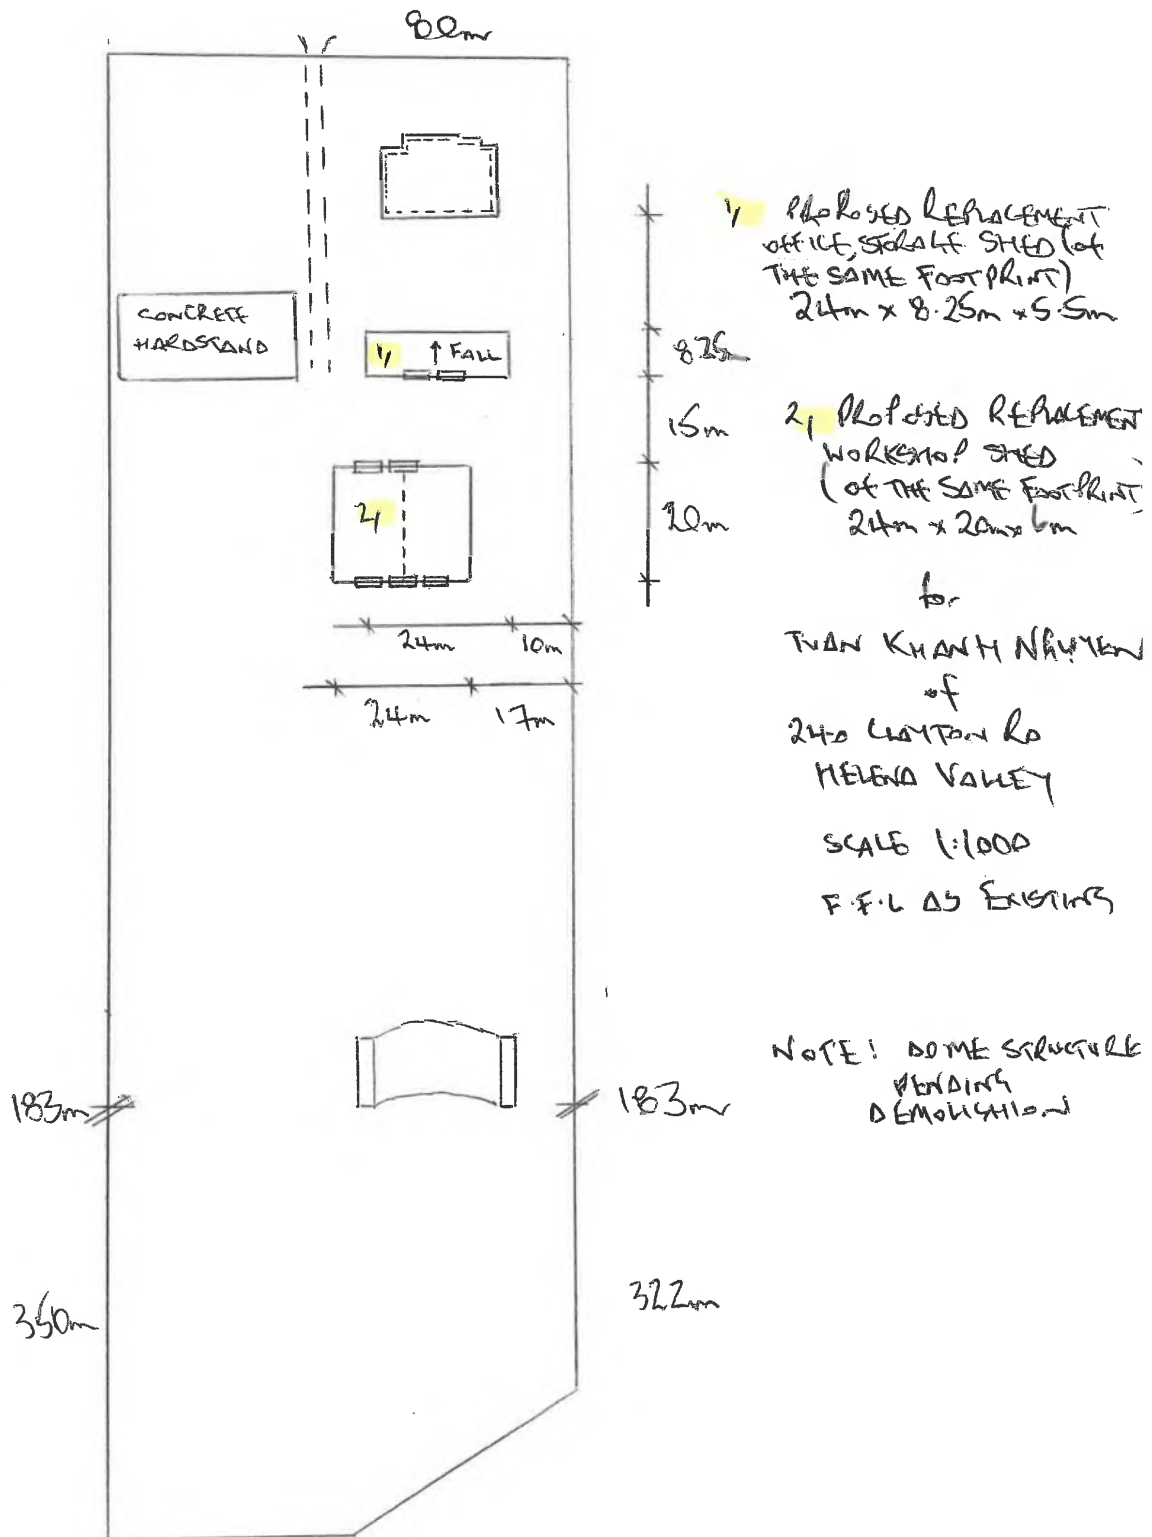 80m
1, PROPOSED REPLACEMENT
OFFICE, STORAGE SHED (of
THE SAME FOOTPRINT)
24m x 8.25m x 5.5m
CONCRETE
HARDSTAND
1, ↑ FALL
8.25m
15m
2, PROPOSED REPLACEMENT
WORKSHOP SHED
(of THE SAME FOOTPRINT
24m x 20m x 6m
2,
20m
24m 10m
24m 17m
for
TUAN KHANH NGUYEN
of
240 CLAYTON RD
HELENA VALLEY
SCALE 1:1000
F.F.L AS EXISTING
NOTE! DOME STRUCTURE
PENDING
DEMOLISHION
183m 183m
322m
350m